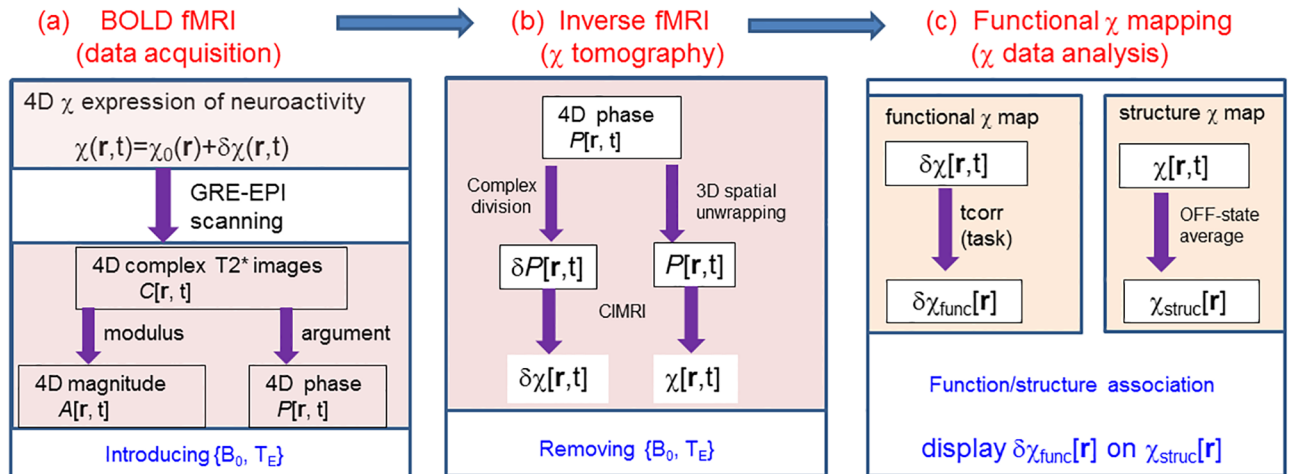 (a) BOLD fMRI
(data acquisition)
4D χ expression of neuroactivity
χ(r,t)=χ₀(r)+δχ(r,t)
GRE-EPI
scanning
4D complex T2* images
C[r, t]
modulus
argument
4D magnitude
A[r, t]
4D phase
P[r, t]
Introducing {B₀, T_E}
(b) Inverse fMRI
(χ tomography)
4D phase
P[r, t]
Complex
division
3D spatial
unwrapping
δP[r,t]
P[r,t]
CIMRI
δχ[r,t]
χ[r,t]
Removing {B₀, T_E}
(c) Functional χ mapping
(χ data analysis)
functional χ map
δχ[r,t]
tcorr
(task)
δχfunc[r]
structure χ map
χ[r,t]
OFF-state
average
χstruc[r]
Function/structure association
display δχfunc[r] on χstruc[r]